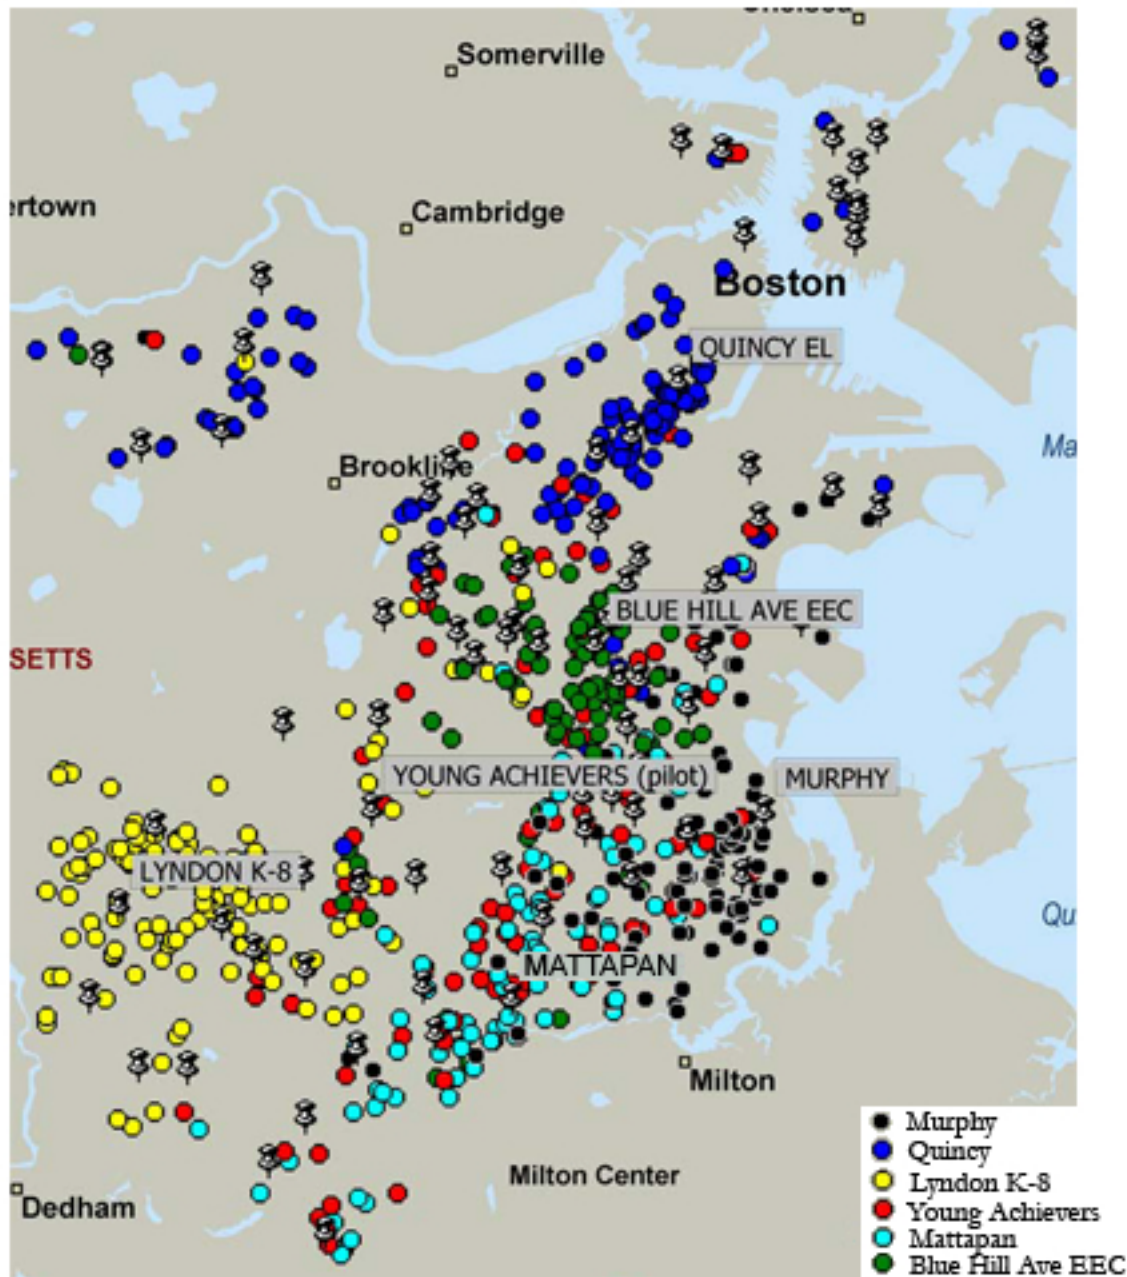 Chelsea
Somerville
ertown
Cambridge
Boston
QUINCY EL
Ma
Brookline
BLUE HILL AVE EEC
SETTS
YOUNG ACHIEVERS (pilot)
MURPHY
LYNDON K-8
Qu
MATTAPAN
Milton
Murphy
Quincy
Milton Center
Lyndon K-8
Dedham
Young Achievers
Mattapan
Blue Hill Ave EEC